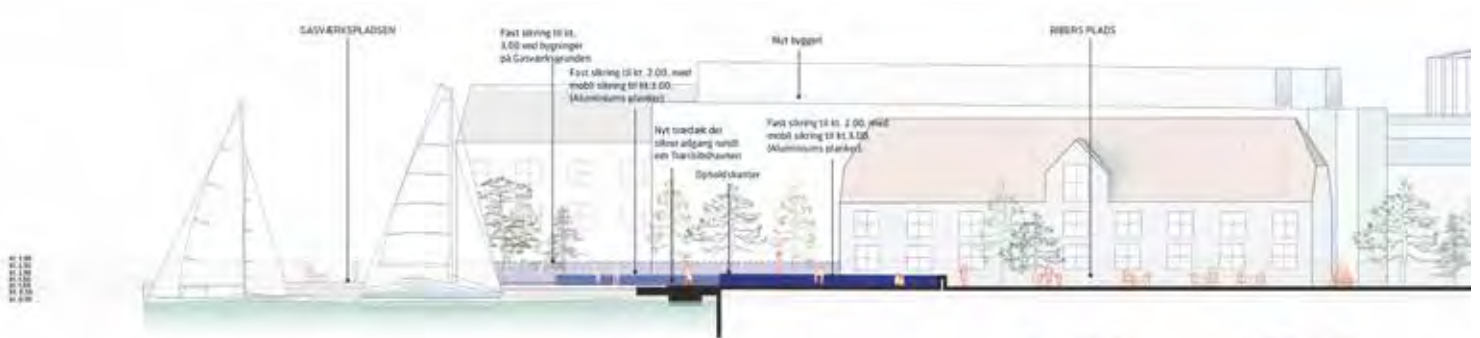 GASVÆRKSPLADSEN
Fast sikring til kt.
3.00 ved bygninger
på Gasværksgrunden
Fast sikring til kt. 2.00, med
mobil sikring til kt.3.00.
(Aluminiums planker)
Nyt byggeri
RIBERS PLADS
Nyt trædæk der
sikrer adgang rundt
om Træskibshavnen
Fast sikring til kt. 2.00, med
mobil sikring til kt.3.00.
(Aluminiums planker)
Opholdskanter